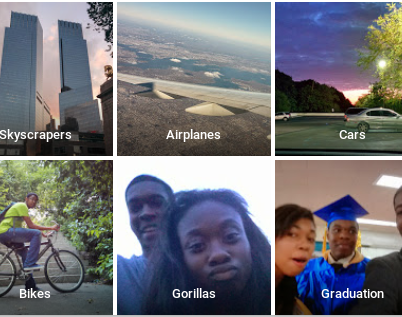 Skyscrapers
Airplanes
Cars
Bikes
Gorillas
Graduation